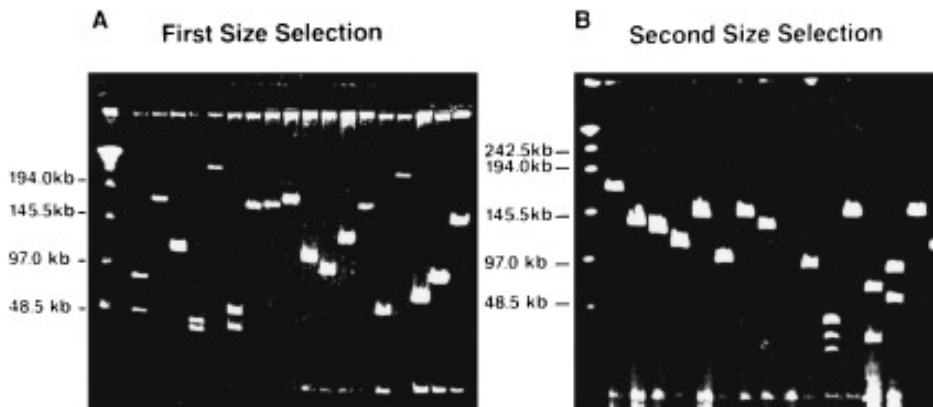 A
First Size Selection
194.0kb
145.5kb
97.0 kb
48.5 kb
B
Second Size Selection
242.5kb
194.0kb
145.5kb
97.0 kb
48.5 kb